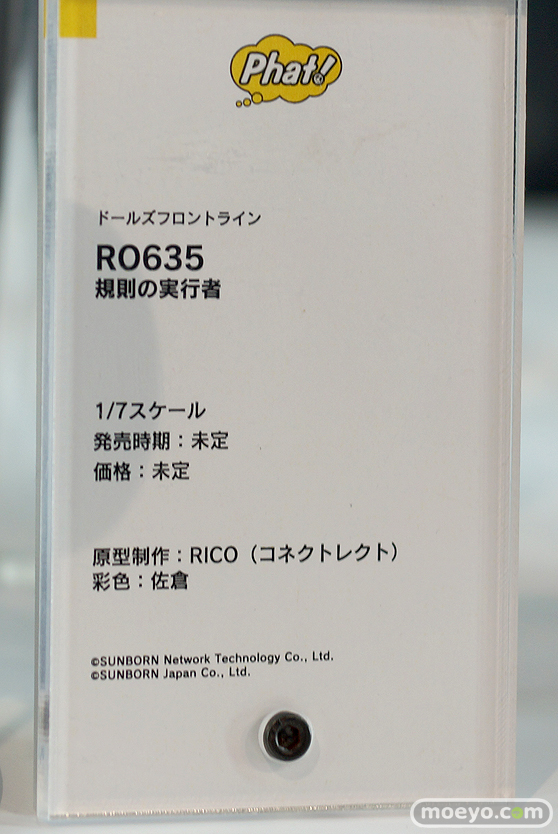 Phat!
ドールズフロントライン
RO635
規則の実行者
1/7スケール
発売時期：未定
価格：未定
原型制作：RICO（コネクトレクト）
彩色：佐倉
©SUNBORN Network Technology Co., Ltd.
©SUNBORN Japan Co., Ltd.
moeyo.com